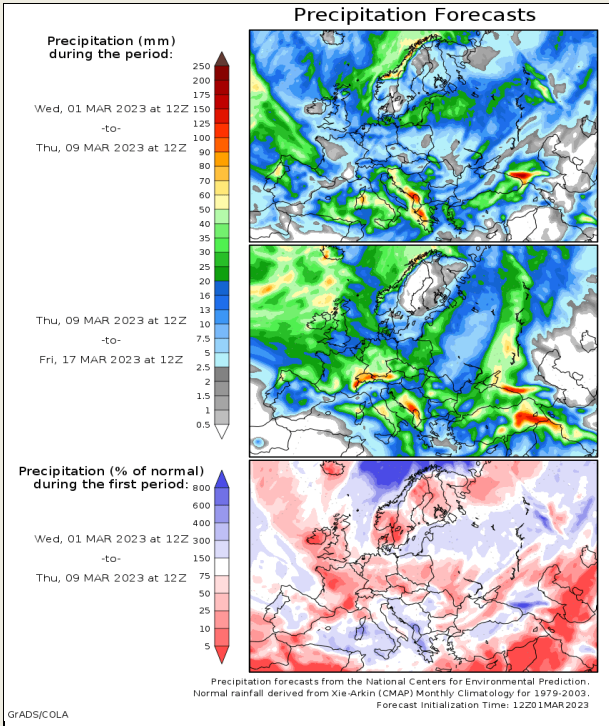 Precipitation Forecasts
Precipitation (mm)
during the period:
Wed, 01 MAR 2023 at 12Z
-to-
Thu, 09 MAR 2023 at 12Z
250
200
175
150
125
100
90
80
70
60
50
40
35
30
25
20
16
13
10
7.5
5
2.5
2
1.5
1
0.5
Thu, 09 MAR 2023 at 12Z
-to-
Fri, 17 MAR 2023 at 12Z
Precipitation (% of normal)
during the first period:
Wed, 01 MAR 2023 at 12Z
-to-
Thu, 09 MAR 2023 at 12Z
800
600
400
300
150
75
50
25
10
5
Precipitation forecasts from the National Centers for Environmental Prediction.
Normal rainfall derived from Xie-Arkin (CMAP) Monthly Climatology for 1979-2003.
Forecast Initialization Time: 12Z01MAR2023
GrADS/COLA